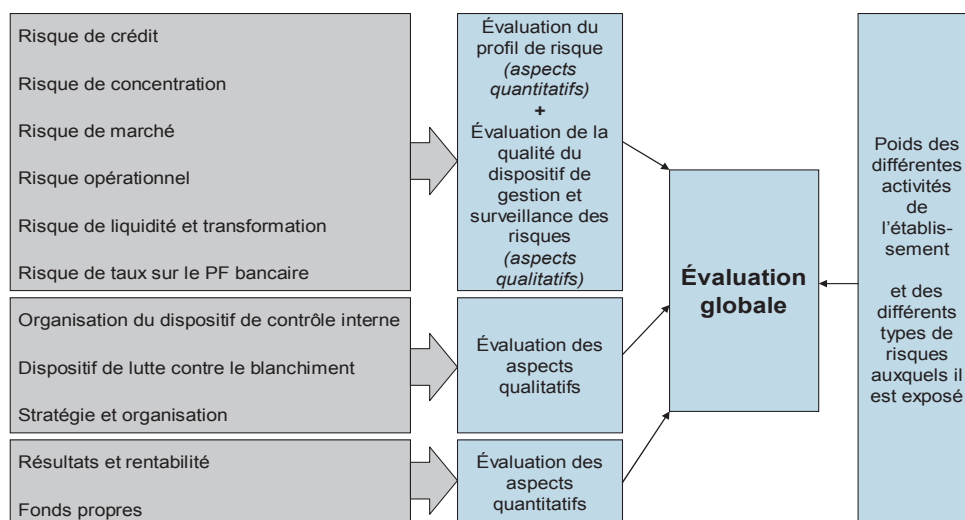 Risque de crédit
Risque de concentration
Risque de marché
Risque opérationnel
Risque de liquidité et transformation
Risque de taux sur le PF bancaire
Évaluation du
profil de risque
(aspects
quantitatifs)
+
Évaluation de la
qualité du
dispositif de
gestion et
surveillance des
risques
(aspects
qualitatifs)
Organisation du dispositif de contrôle interne
Dispositif de lutte contre le blanchiment
Stratégie et organisation
Évaluation des
aspects
qualitatifs
Résultats et rentabilité
Fonds propres
Évaluation des
aspects
quantitatifs
Évaluation
globale
Poids des
différentes
activités
de
l'établis-
sement
et des
différents
types de
risques
auxquels il
est exposé